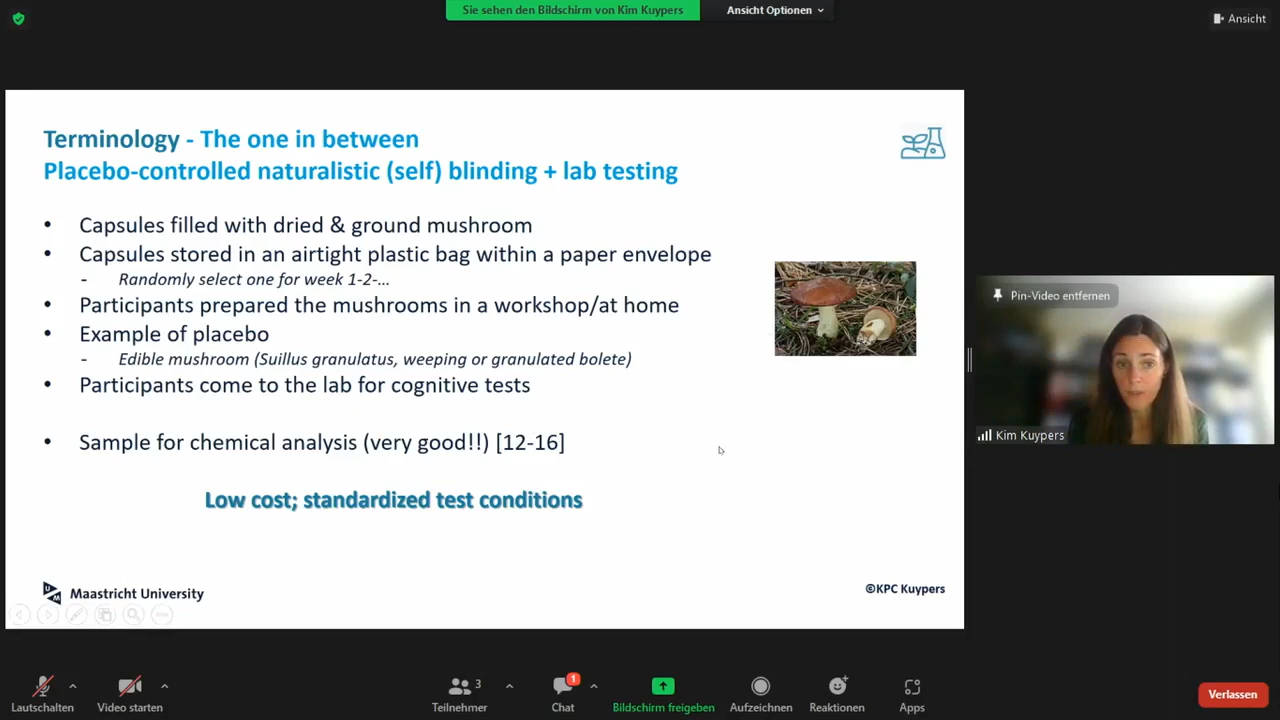 Sie sehen den Bildschirm von Kim Kuypers
Ansicht Optionen
Ansicht
Terminology - The one in between
Placebo-controlled naturalistic (self) blinding + lab testing
• Capsules filled with dried & ground mushroom
• Capsules stored in an airtight plastic bag within a paper envelope
- Randomly select one for week 1-2-...
• Participants prepared the mushrooms in a workshop/at home
• Example of placebo
- Edible mushroom (Suillus granulatus, weeping or granulated bolete)
• Participants come to the lab for cognitive tests
• Sample for chemical analysis (very good!!) [12-16]
Low cost; standardized test conditions
Maastricht University
©KPC Kuypers
Pin-Video entfernen
Kim Kuypers
Lautschalten
Video starten
3
Teilnehmer
1
Chat
Bildschirm freigeben
Aufzeichnen
Reaktionen
Apps
Verlassen